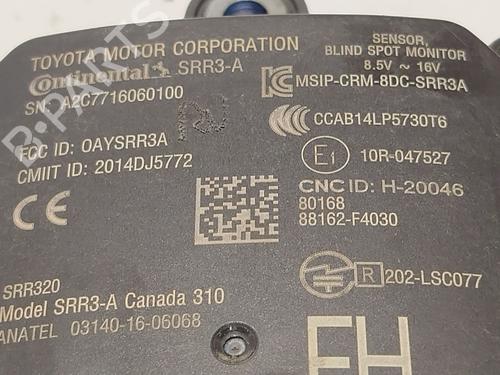 TOYOTA MOTOR CORPORATION
Continental SRR3-A
SN: A2C7716060100
FCC ID: OAYSRR3A
CMIIT ID: 2014DJ5772
CE
SENSOR,
BLIND SPOT MONITOR
8.5V ~ 16V
MSIP-CRM-8DC-SRR3A
CCAB14LP5730T6
E1 10R-047527
CNC ID: H-20046
80168
88162-F4030
R 202-LSC077
SRR320
Model SRR3-A Canada 310
ANATEL 03140-16-06068
FH
B-PARTS